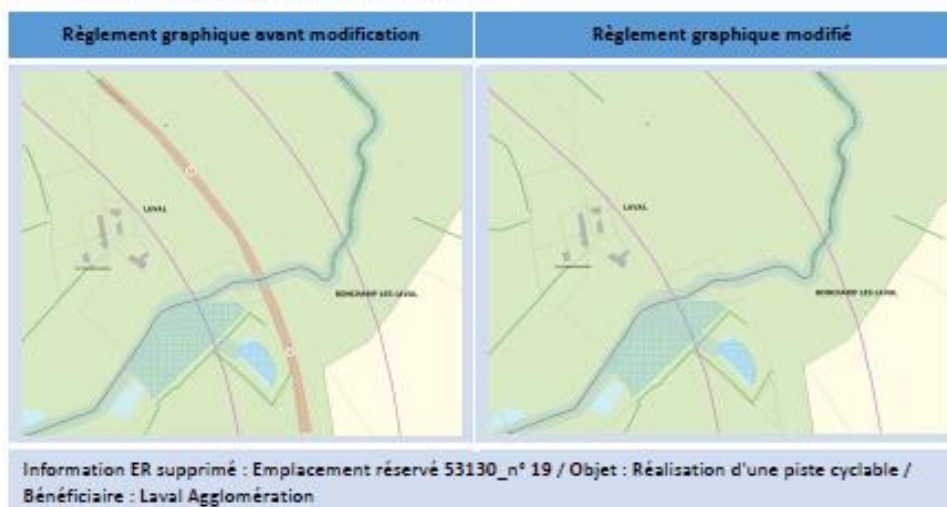 Règlement graphique avant modification
Règlement graphique modifié
LAVAL
BONCHAMP LES LAVAL
LAVAL
BONCHAMP LES LAVAL
Information ER supprimé : Emplacement réservé 53130_n° 19 / Objet : Réalisation d'une piste cyclable /
Bénéficiaire : Laval Agglomération